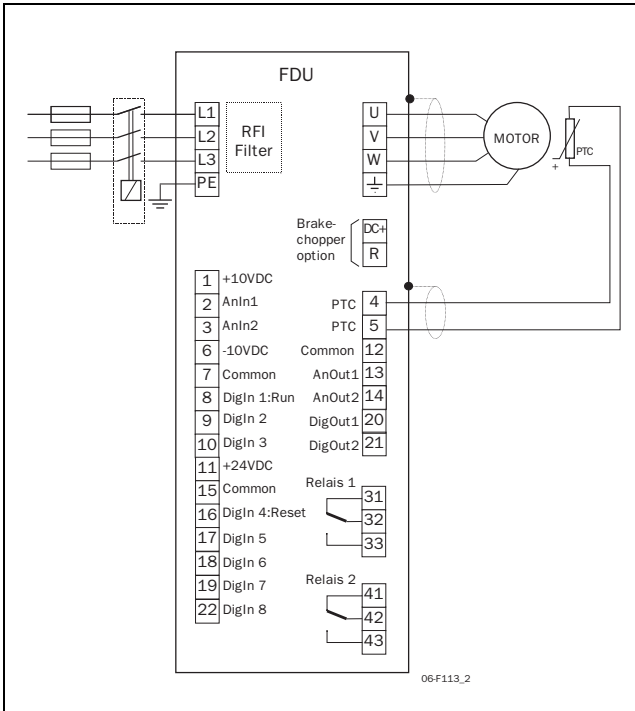 FDU
L1
L2
L3
PE
RFI
Filter
U
V
W
MOTOR
PTC
+
Brake-
chopper
option
DC+
R
1 +10VDC
2 AnIn1
3 AnIn2
6 -10VDC
7 Common
8 DigIn 1:Run
9 DigIn 2
10 DigIn 3
11 +24VDC
15 Common
16 DigIn 4:Reset
17 DigIn 5
18 DigIn 6
19 DigIn 7
22 DigIn 8
PTC 4
PTC 5
Common 12
AnOut1 13
AnOut2 14
DigOut1 20
DigOut2 21
Relais 1
31
32
33
Relais 2
41
42
43
06-F113_2